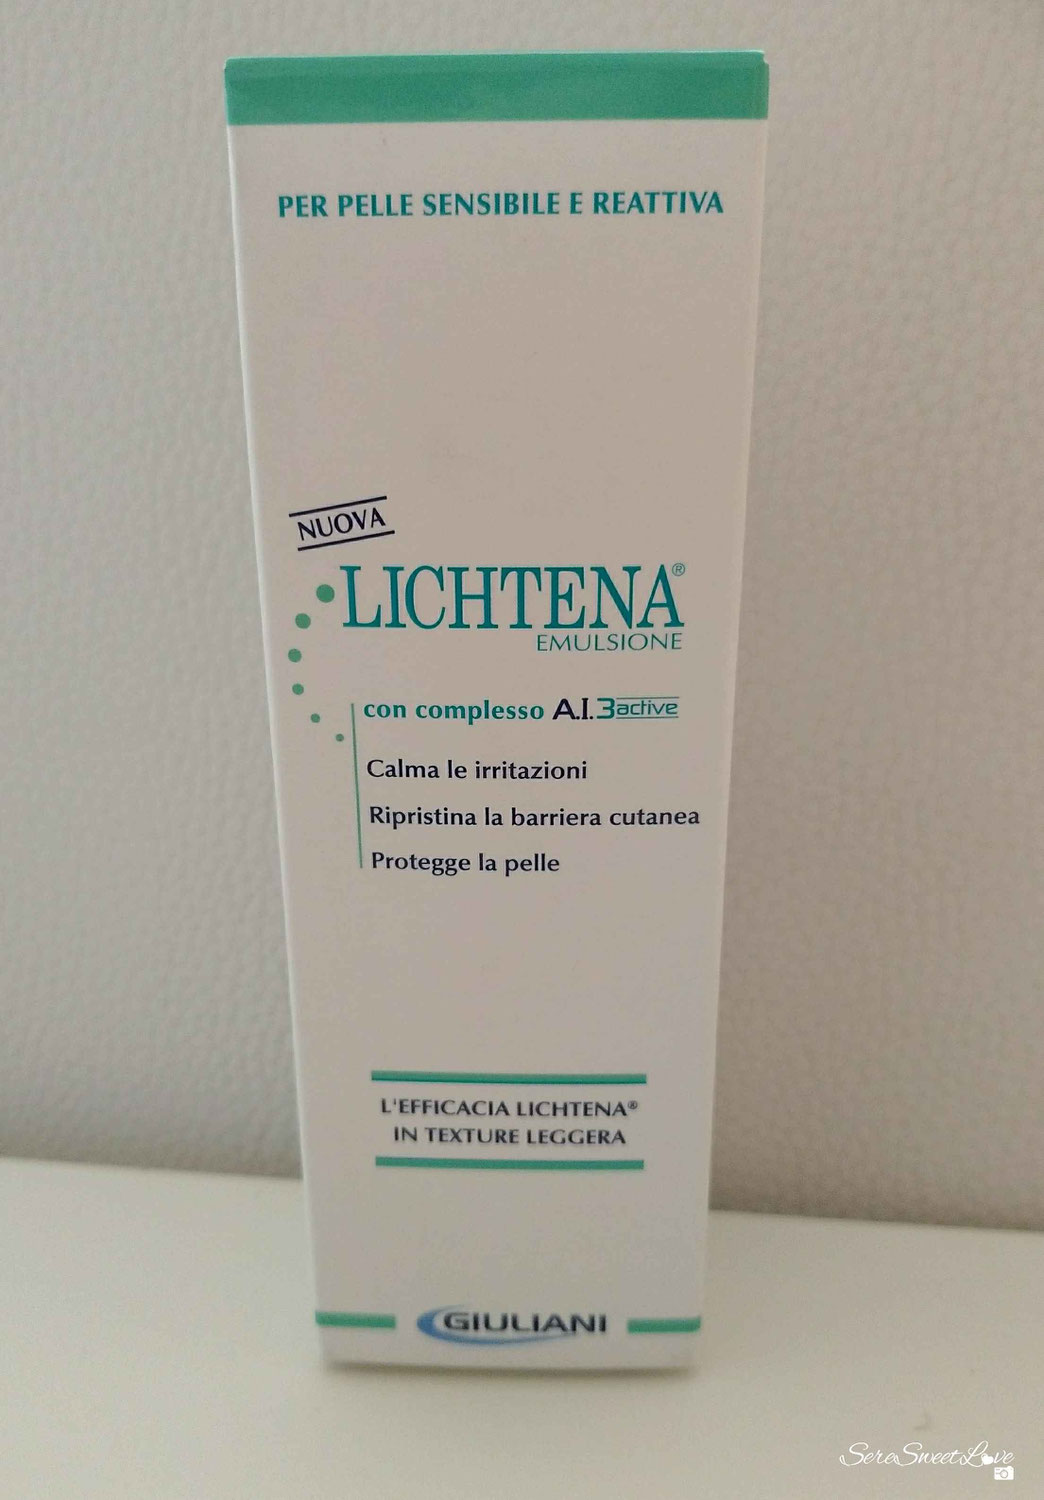 PER PELLE SENSIBILE E REATTIVA
NUOVA
LICHTENA®
EMULSIONE
con complesso A.I.3active
Calma le irritazioni
Ripristina la barriera cutanea
Protegge la pelle
L'EFFICACIA LICHTENA®
IN TEXTURE LEGGERA
GIULIANI
SereSweetLove